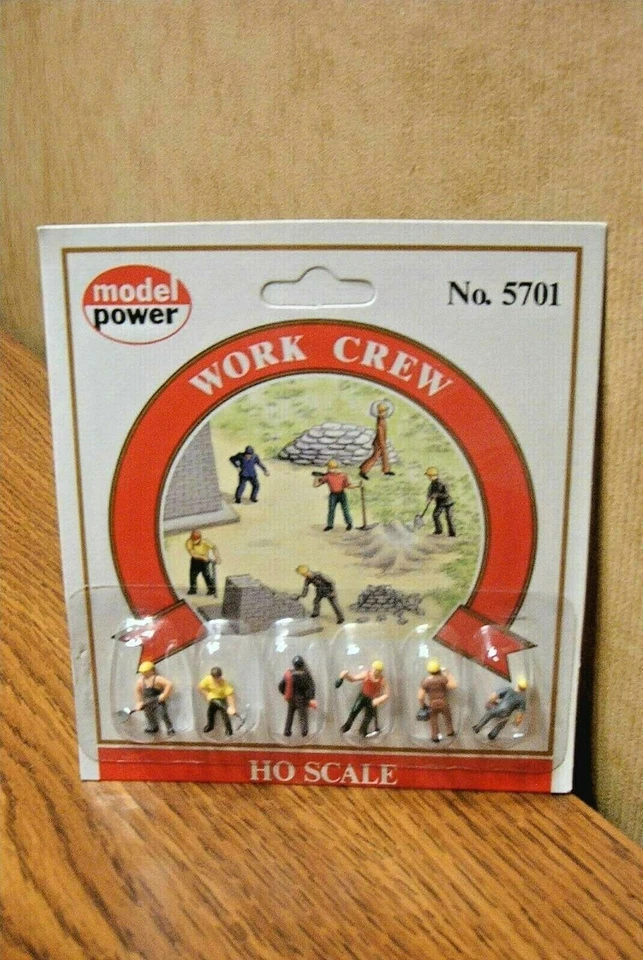 model
power
No. 5701
WORK CREW
HO SCALE